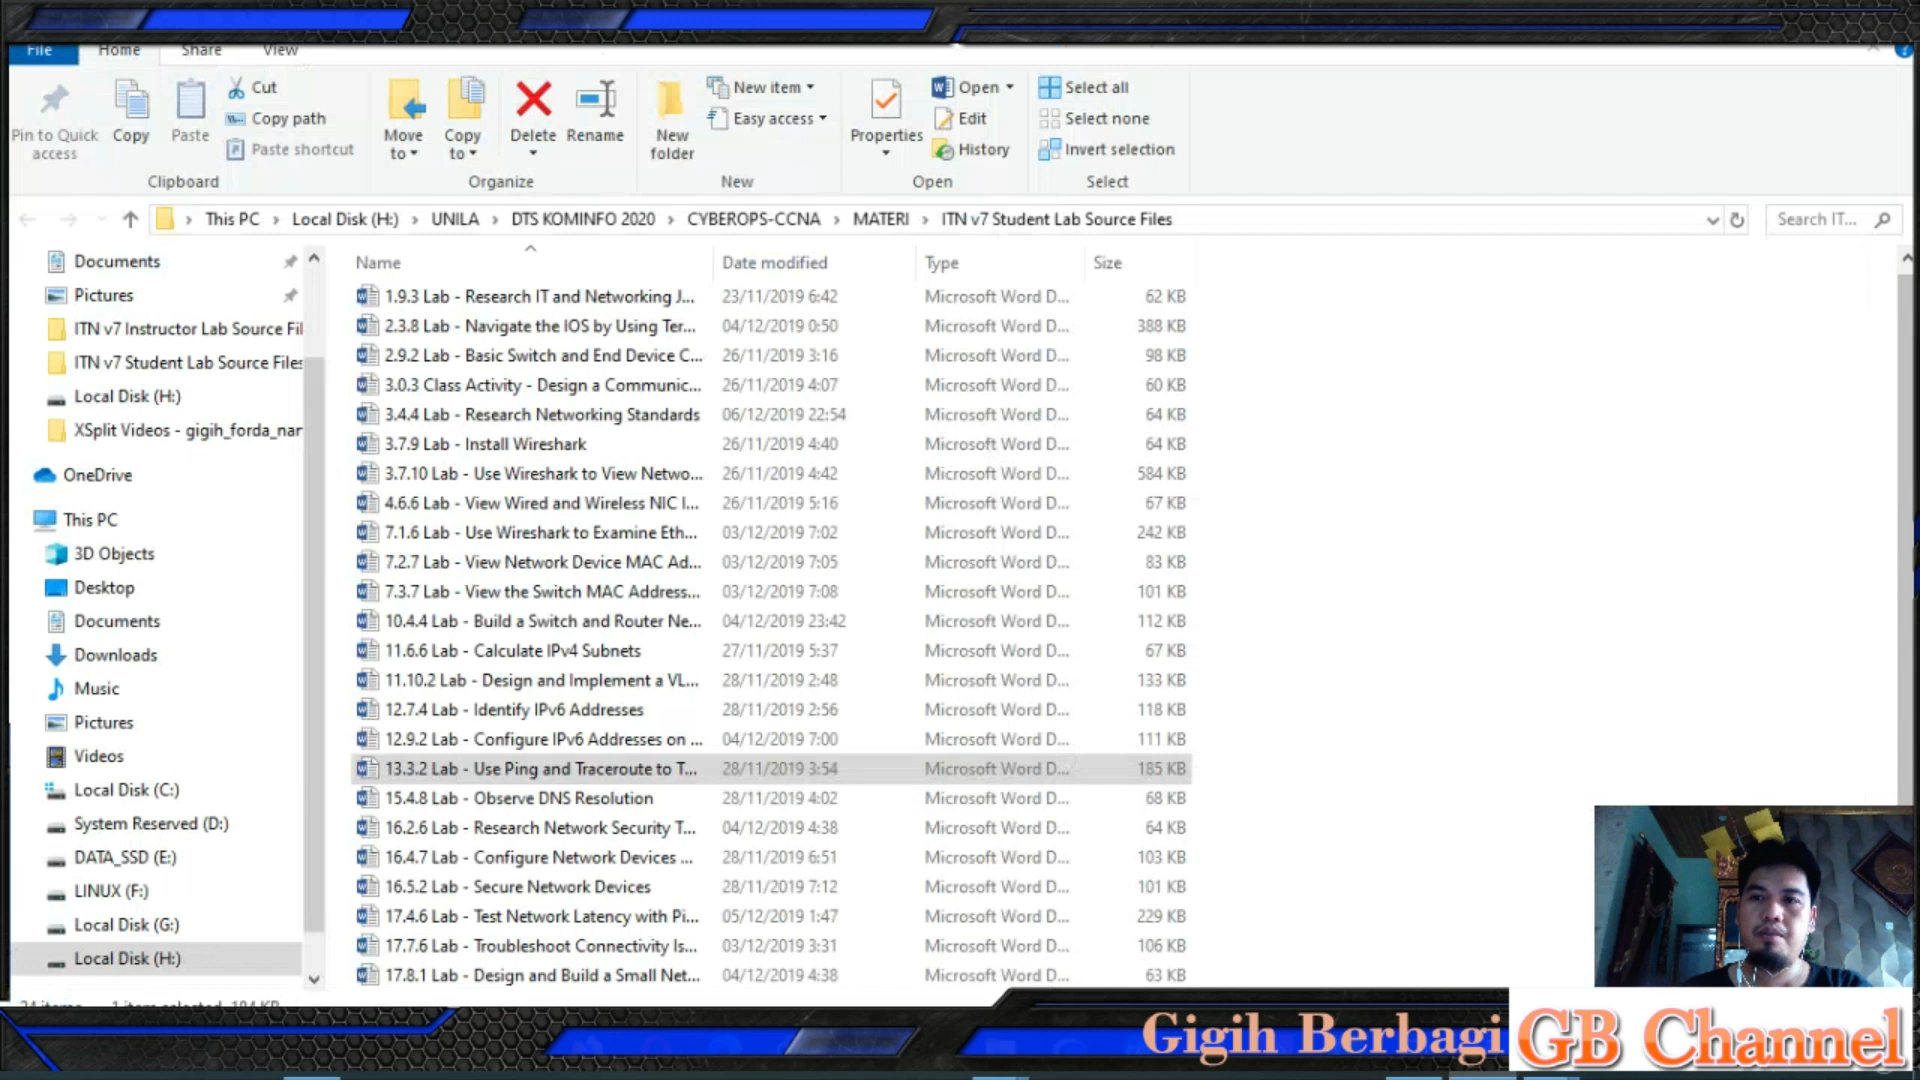 File Home Share View
Pin to Quick access
Copy
Paste
Cut
Copy path
Paste shortcut
Clipboard
Move to
Copy to
Delete
Rename
Organize
New folder
New item
Easy access
New
Properties
Open
Edit
History
Open
Select all
Select none
Invert selection
Select
This PC > Local Disk (H:) > UNILA > DTS KOMINFO 2020 > CYBEROPS-CCNA > MATERI > ITN v7 Student Lab Source Files
Search IT...
Documents
Pictures
ITN v7 Instructor Lab Source Fil
ITN v7 Student Lab Source Files
Local Disk (H:)
XSplit Videos - gigih_forda_nar
OneDrive
This PC
3D Objects
Desktop
Documents
Downloads
Music
Pictures
Videos
Local Disk (C:)
System Reserved (D:)
DATA_SSD (E:)
LINUX (F:)
Local Disk (G:)
Local Disk (H:)
Name Date modified Type Size
1.9.3 Lab - Research IT and Networking J... 23/11/2019 6:42 Microsoft Word D... 62 KB
2.3.8 Lab - Navigate the IOS by Using Ter... 04/12/2019 0:50 Microsoft Word D... 388 KB
2.9.2 Lab - Basic Switch and End Device C... 26/11/2019 3:16 Microsoft Word D... 98 KB
3.0.3 Class Activity - Design a Communic... 26/11/2019 4:07 Microsoft Word D... 60 KB
3.4.4 Lab - Research Networking Standards 06/12/2019 22:54 Microsoft Word D... 64 KB
3.7.9 Lab - Install Wireshark 26/11/2019 4:40 Microsoft Word D... 64 KB
3.7.10 Lab - Use Wireshark to View Netwo... 26/11/2019 4:42 Microsoft Word D... 584 KB
4.6.6 Lab - View Wired and Wireless NIC I... 26/11/2019 5:16 Microsoft Word D... 67 KB
7.1.6 Lab - Use Wireshark to Examine Eth... 03/12/2019 7:02 Microsoft Word D... 242 KB
7.2.7 Lab - View Network Device MAC Ad... 03/12/2019 7:05 Microsoft Word D... 83 KB
7.3.7 Lab - View the Switch MAC Address... 03/12/2019 7:08 Microsoft Word D... 101 KB
10.4.4 Lab - Build a Switch and Router Ne... 04/12/2019 23:42 Microsoft Word D... 112 KB
11.6.6 Lab - Calculate IPv4 Subnets 27/11/2019 5:37 Microsoft Word D... 67 KB
11.10.2 Lab - Design and Implement a VL... 28/11/2019 2:48 Microsoft Word D... 133 KB
12.7.4 Lab - Identify IPv6 Addresses 28/11/2019 2:56 Microsoft Word D... 118 KB
12.9.2 Lab - Configure IPv6 Addresses on ... 04/12/2019 7:00 Microsoft Word D... 111 KB
13.3.2 Lab - Use Ping and Traceroute to T... 28/11/2019 3:54 Microsoft Word D... 185 KB
15.4.8 Lab - Observe DNS Resolution 28/11/2019 4:02 Microsoft Word D... 68 KB
16.2.6 Lab - Research Network Security T... 04/12/2019 4:38 Microsoft Word D... 64 KB
16.4.7 Lab - Configure Network Devices ... 28/11/2019 6:51 Microsoft Word D... 103 KB
16.5.2 Lab - Secure Network Devices 28/11/2019 7:12 Microsoft Word D... 101 KB
17.4.6 Lab - Test Network Latency with Pi... 05/12/2019 1:47 Microsoft Word D... 229 KB
17.7.6 Lab - Troubleshoot Connectivity Is... 03/12/2019 3:31 Microsoft Word D... 106 KB
17.8.1 Lab - Design and Build a Small Net... 04/12/2019 4:38 Microsoft Word D... 63 KB
24 items 1 item selected 184 KB
Gigih Berbagi GB Channel